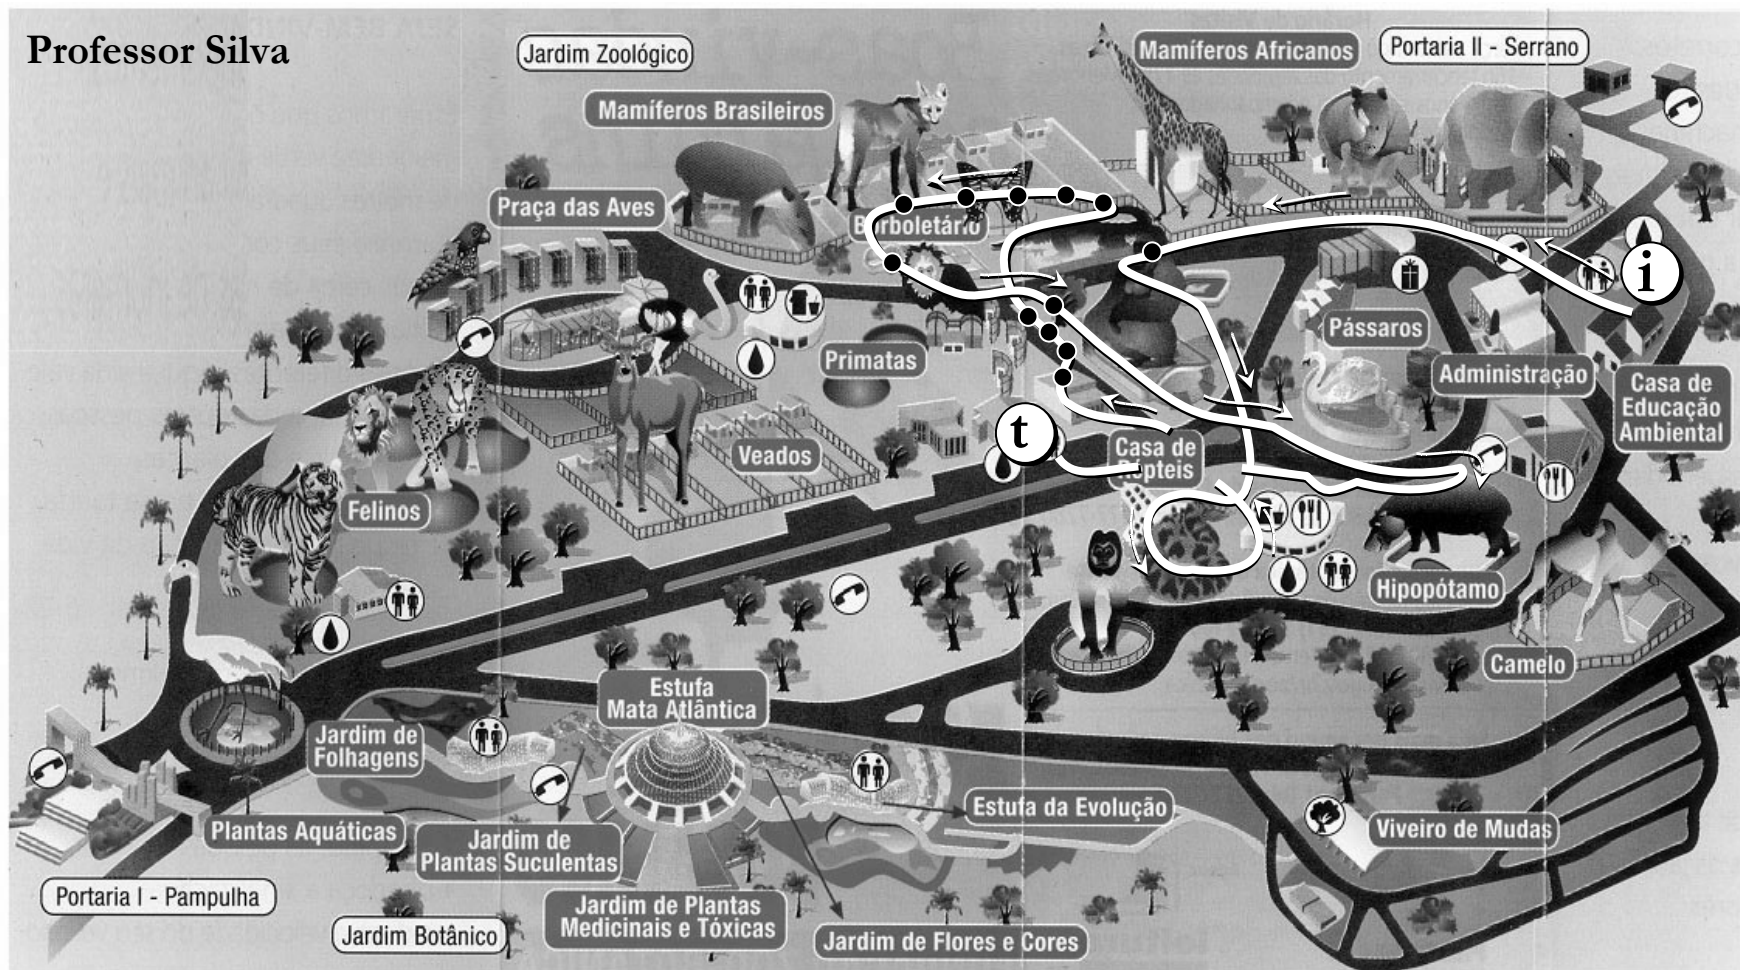 Professor Silva
Jardim Zoológico
Mamíferos Africanos
Portaria II - Serrano
Mamíferos Brasileiros
Praça das Aves
Borboletário
i
Pássaros
Primatas
Administração
Casa de
Educação
Ambiental
t
Veados
Casa de
Répteis
Felinos
Hipopótamo
Camelo
Estufa
Mata Atlântica
Jardim de
Folhagens
Estufa da Evolução
Plantas Aquáticas
Jardim de
Plantas Suculentas
Viveiro de Mudas
Portaria I - Pampulha
Jardim Botânico
Jardim de Plantas
Medicinais e Tóxicas
Jardim de Flores e Cores